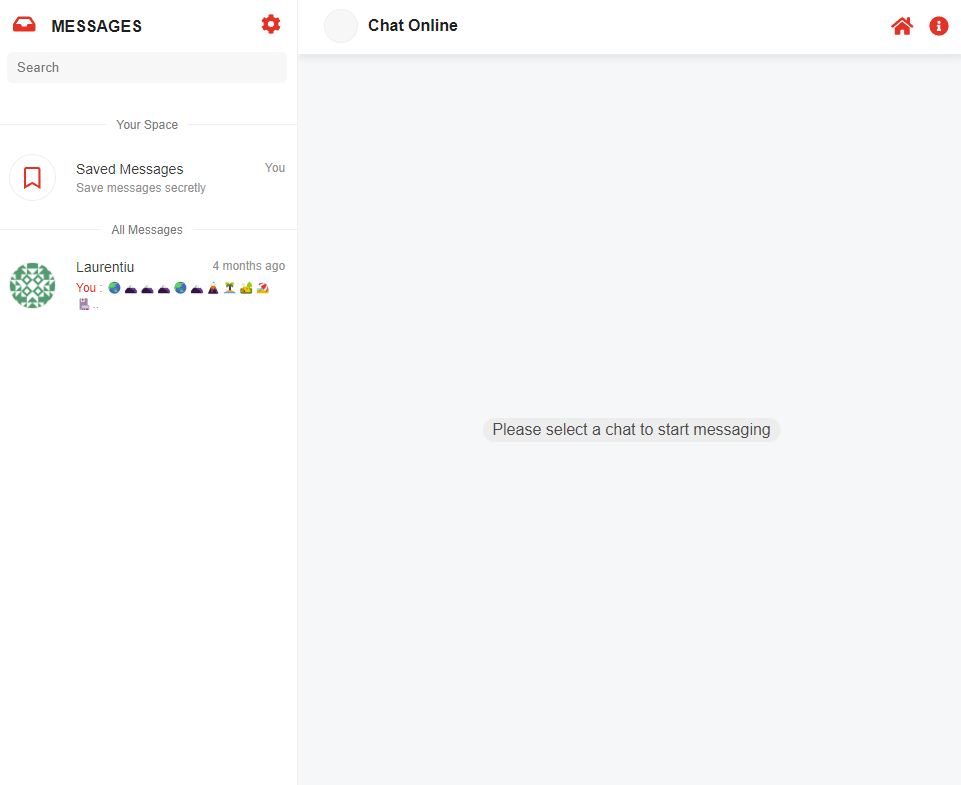 MESSAGES
Search
Your Space
Saved Messages
You
Save messages secretly
All Messages
Laurentiu
4 months ago
You : 🌏 🌑 🌑 🌑 🌏 🌑 🌋 🏝 🏕 🏖
💾 ..
Chat Online
Please select a chat to start messaging